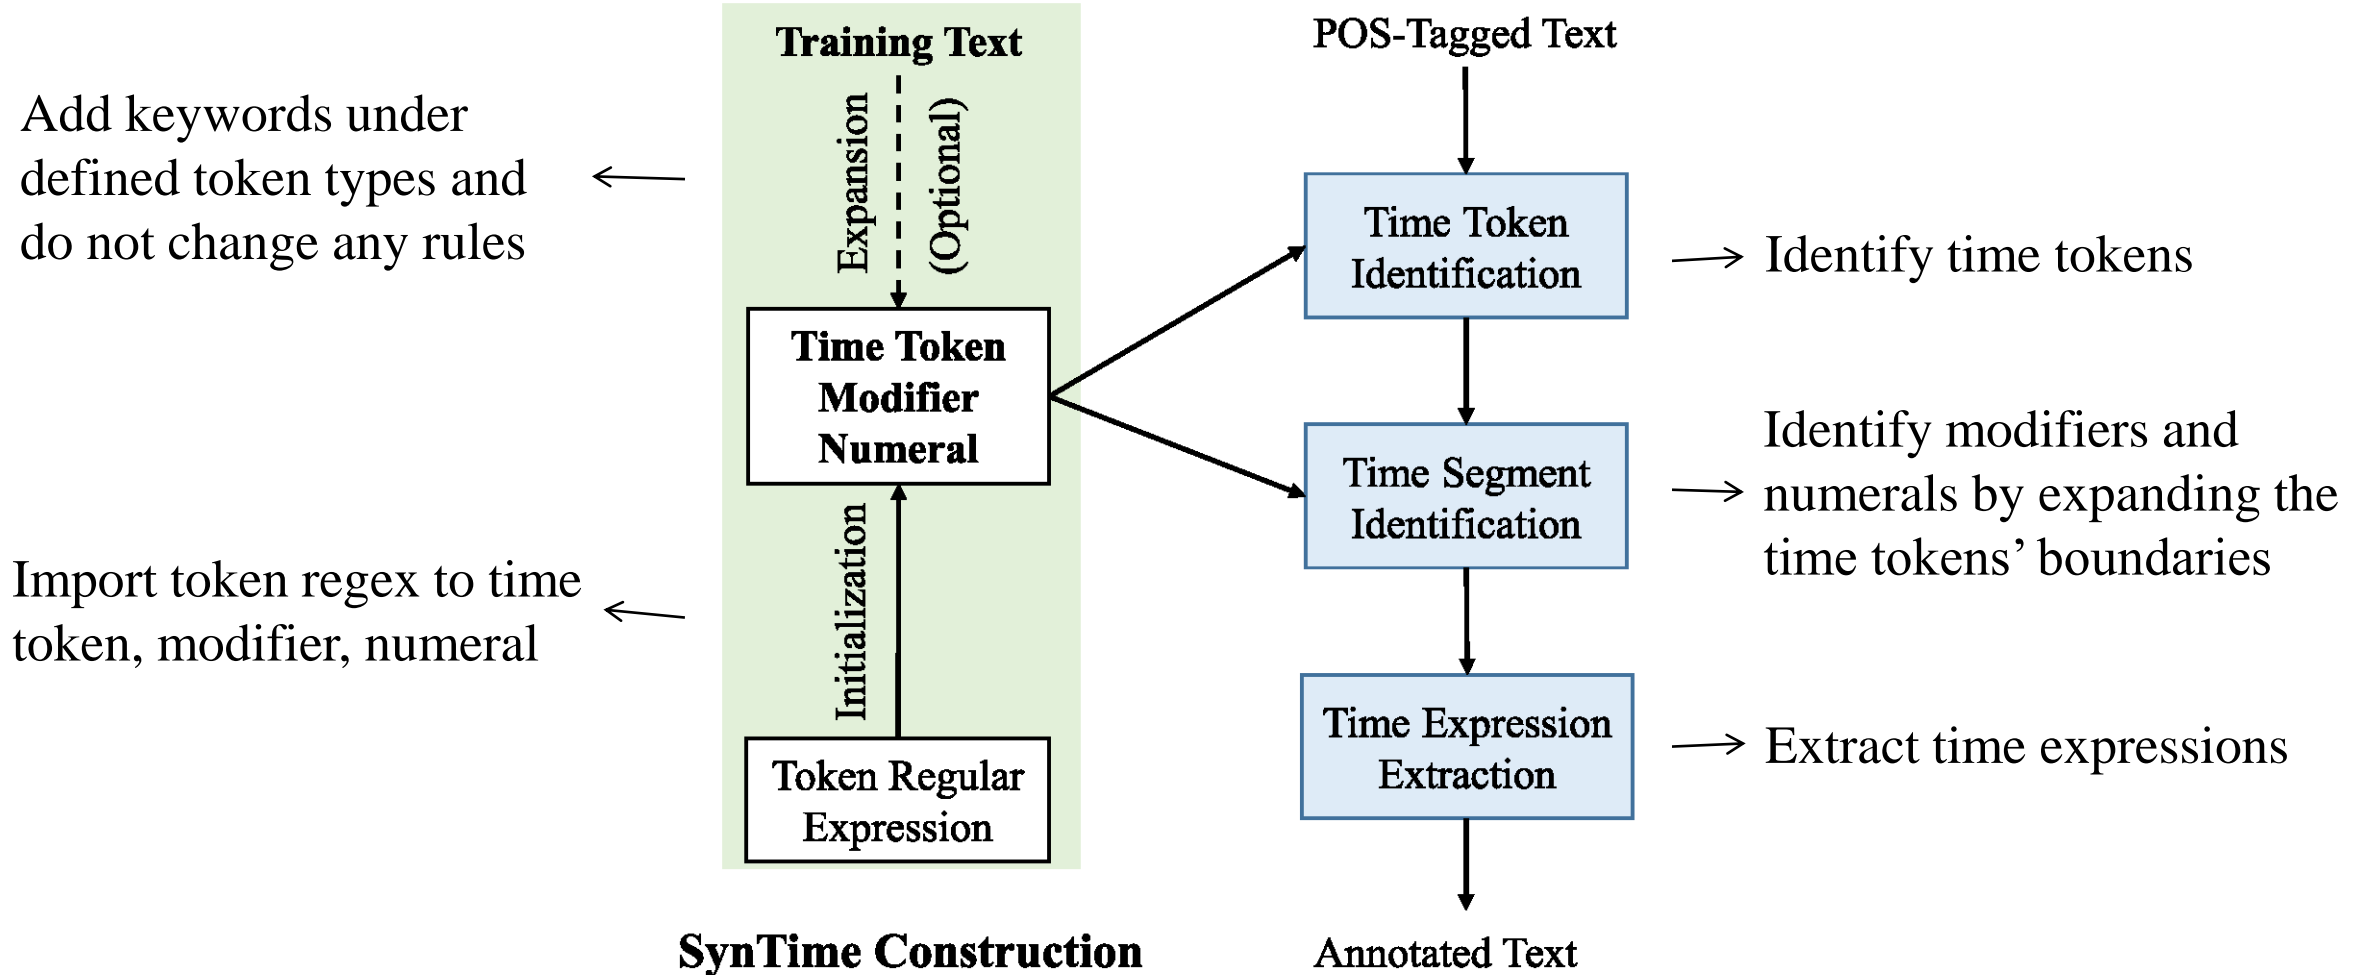 Training Text
POS-Tagged Text
Add keywords under
defined token types and
do not change any rules
Expansion
(Optional)
Time Token
Identification
Identify time tokens
Time Token
Modifier
Numeral
Time Segment
Identification
Identify modifiers and
numerals by expanding the
time tokens’ boundaries
Import token regex to time
token, modifier, numeral
Initialization
Time Expression
Extraction
Extract time expressions
Token Regular
Expression
SynTime Construction
Annotated Text